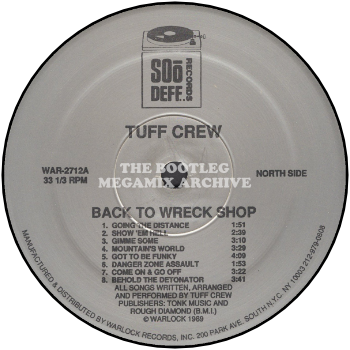 SOō
DEFF..
RECORDS
TUFF CREW
WAR-2712A
33 1/3 RPM
NORTH SIDE
THE BOOTLEG
MEGAMIX ARCHIVE
BACK TO WRECK SHOP
1. GOING THE DISTANCE 1:51
2. SHOW 'EM HELL 2:39
3. GIMME SOME 3:10
4. MOUNTAIN'S WORLD 3:29
5. GOT TO BE FUNKY 4:09
6. DANGER ZONE ASSAULT 1:53
7. COME ON & GO OFF 3:22
8. BEHOLD THE DETONATOR 3:41
ALL SONGS WRITTEN, ARRANGED
AND PERFORMED BY TUFF CREW
PUBLISHERS: TONK MUSIC AND
ROUGH DIAMOND (B.M.I.)
© WARLOCK 1989
MANUFACTURED & DISTRIBUTED BY WARLOCK RECORDS, INC. 200 PARK AVE. SOUTH N.Y.C. NY 10003 212-979-0808